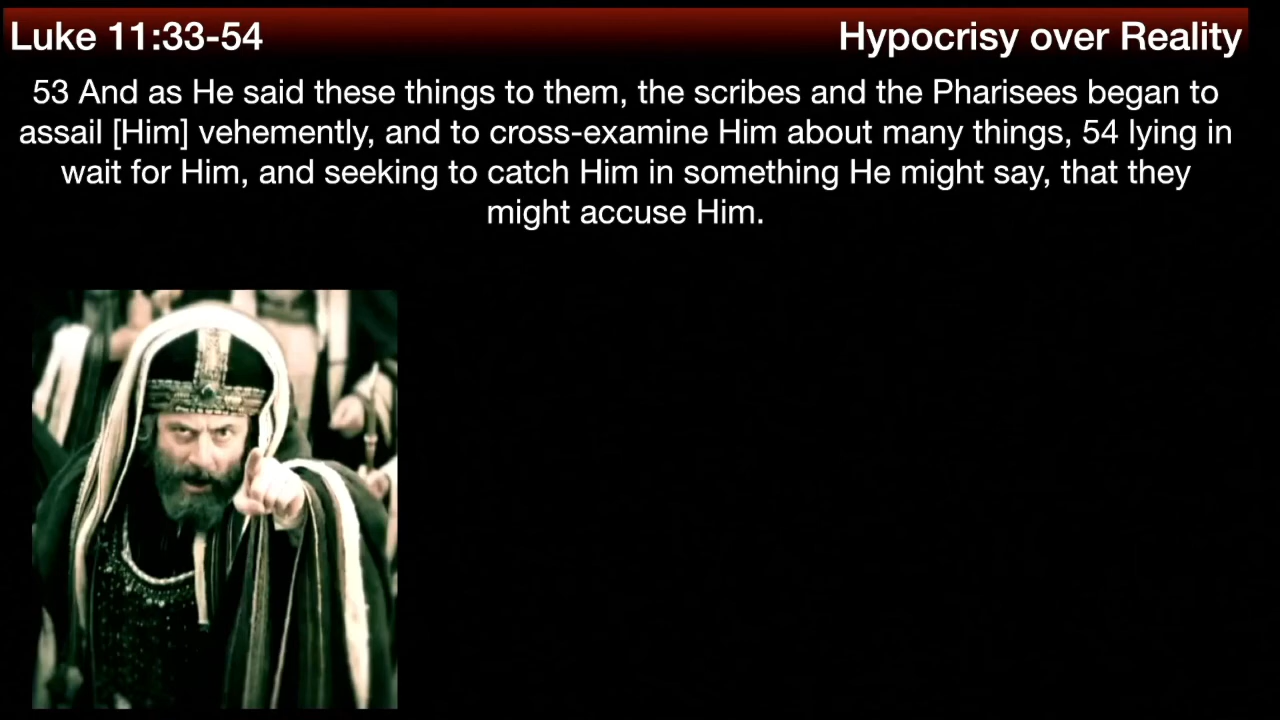 Luke 11:33-54
Hypocrisy over Reality
53 And as He said these things to them, the scribes and the Pharisees began to
assail [Him] vehemently, and to cross-examine Him about many things, 54 lying in
wait for Him, and seeking to catch Him in something He might say, that they
might accuse Him.